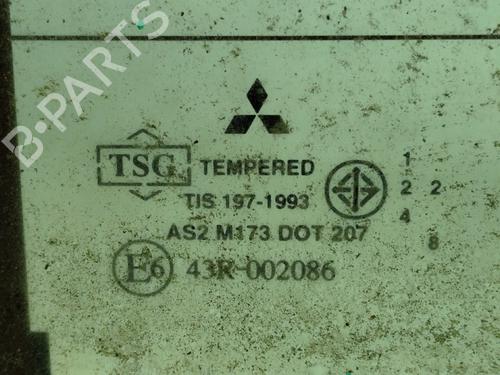 B-PARTS
TSG TEMPERED
TIS 197-1993
AS2 M173 DOT 207
E6 43R-002086
1
2 2
4
8